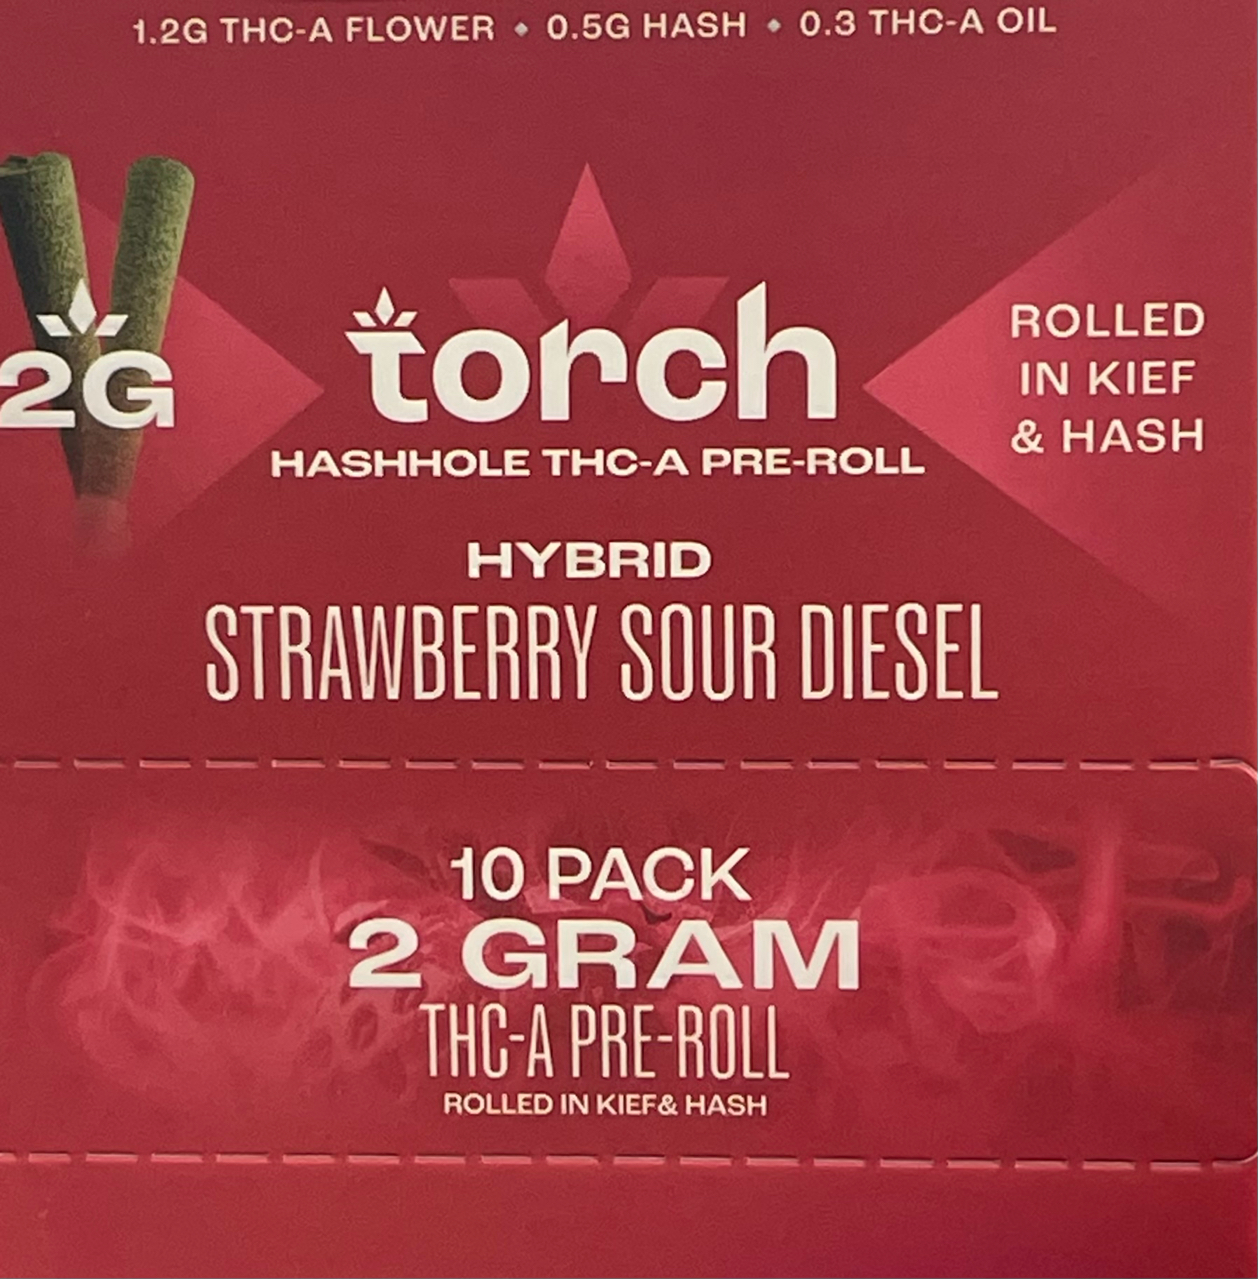 1.2G THC-A FLOWER • 0.5G HASH • 0.3 THC-A OIL
2G
torch
HASHHOLE THC-A PRE-ROLL
ROLLED
IN KIEF
& HASH
HYBRID
STRAWBERRY SOUR DIESEL
10 PACK
2 GRAM
THC-A PRE-ROLL
ROLLED IN KIEF& HASH